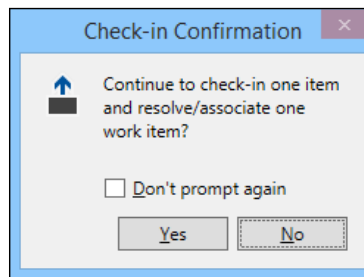 Check-in Confirmation
Continue to check-in one item
and resolve/associate one
work item?
Don't prompt again
Yes No